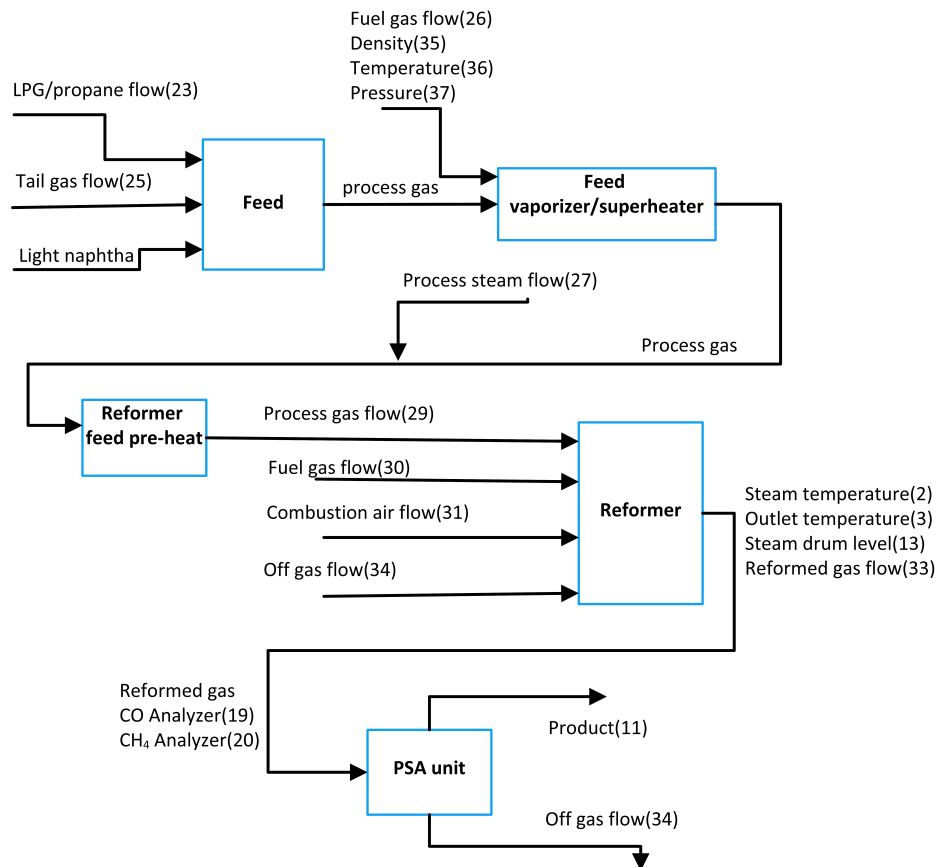 Fuel gas flow(26)
Density(35)
Temperature(36)
Pressure(37)
LPG/propane flow(23)
Tail gas flow(25)
Light naphtha
Feed
process gas
Feed
vaporizer/superheater
Process steam flow(27)
Process gas
Reformer
feed pre-heat
Process gas flow(29)
Fuel gas flow(30)
Combustion air flow(31)
Off gas flow(34)
Reformer
Steam temperature(2)
Outlet temperature(3)
Steam drum level(13)
Reformed gas flow(33)
Reformed gas
CO Analyzer(19)
CH₄ Analyzer(20)
PSA unit
Product(11)
Off gas flow(34)